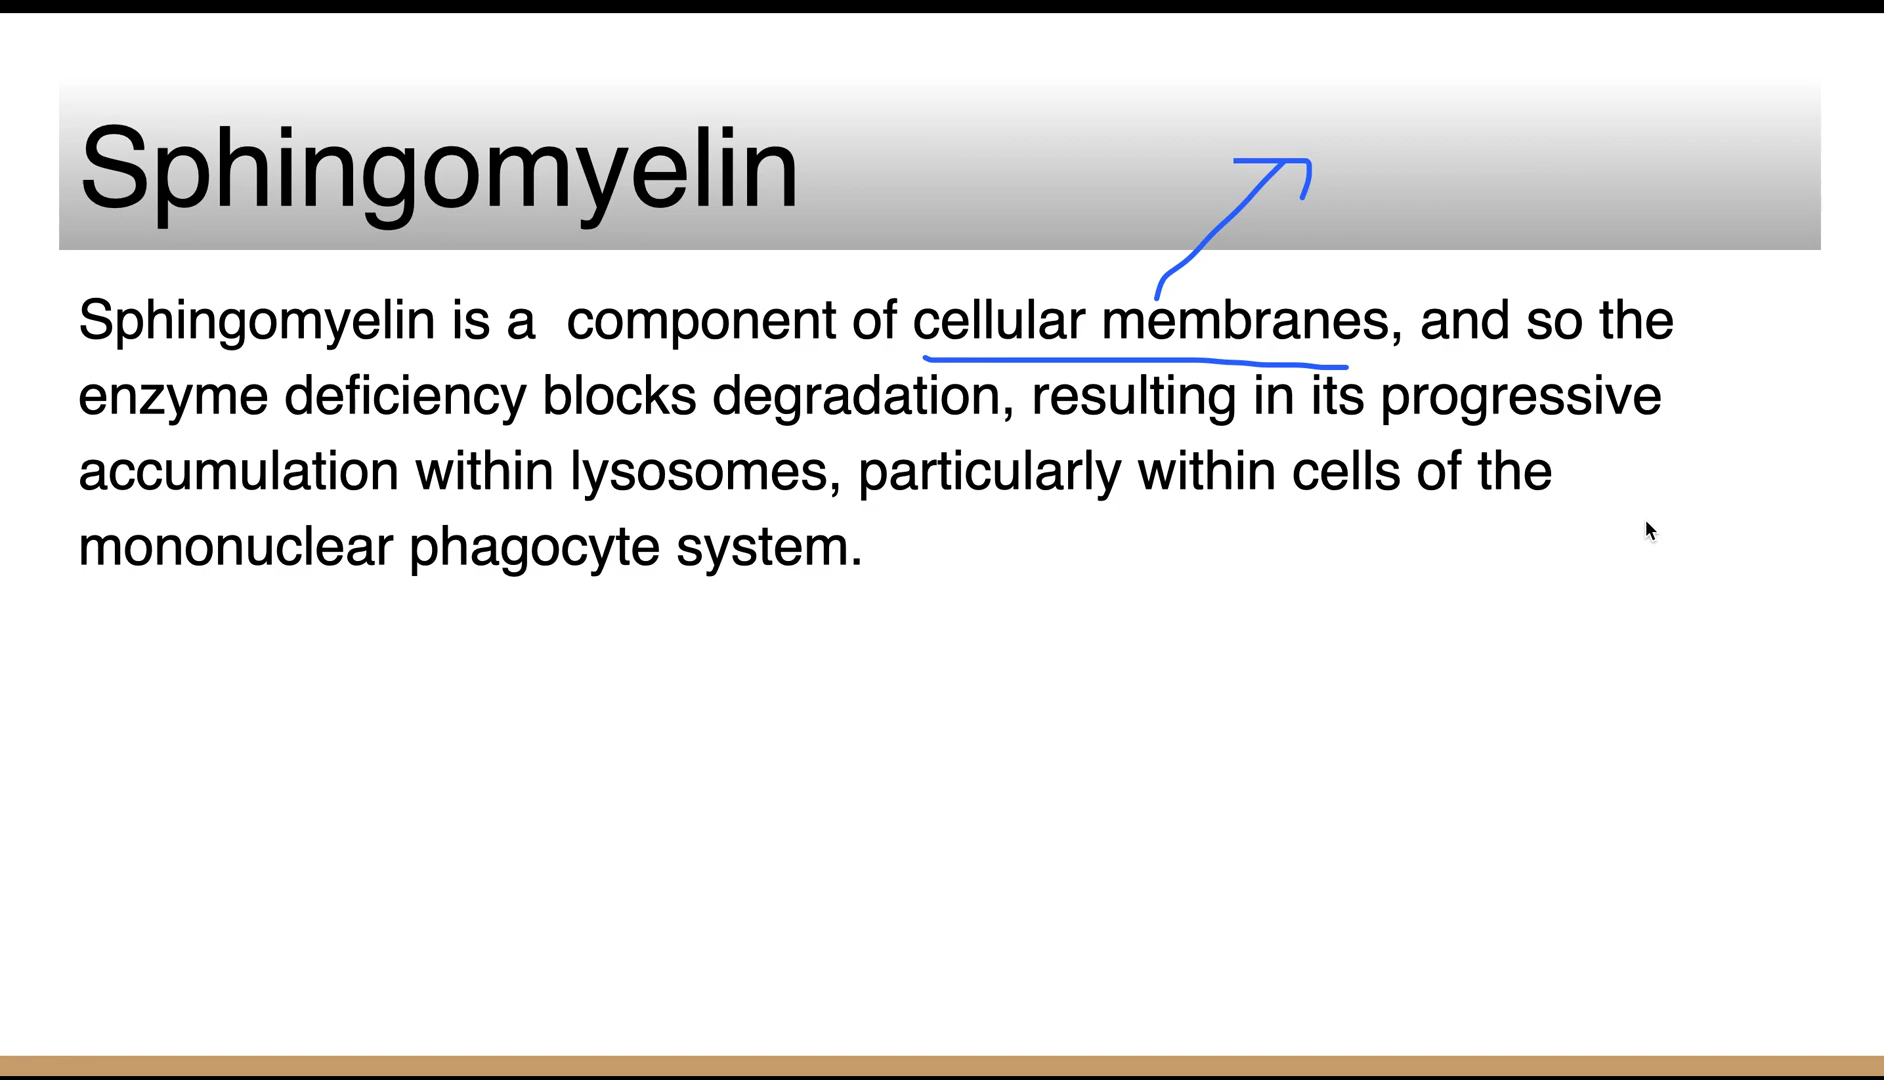 Sphingomyelin
Sphingomyelin is a  component of cellular membranes, and so the
enzyme deficiency blocks degradation, resulting in its progressive
accumulation within lysosomes, particularly within cells of the
mononuclear phagocyte system.